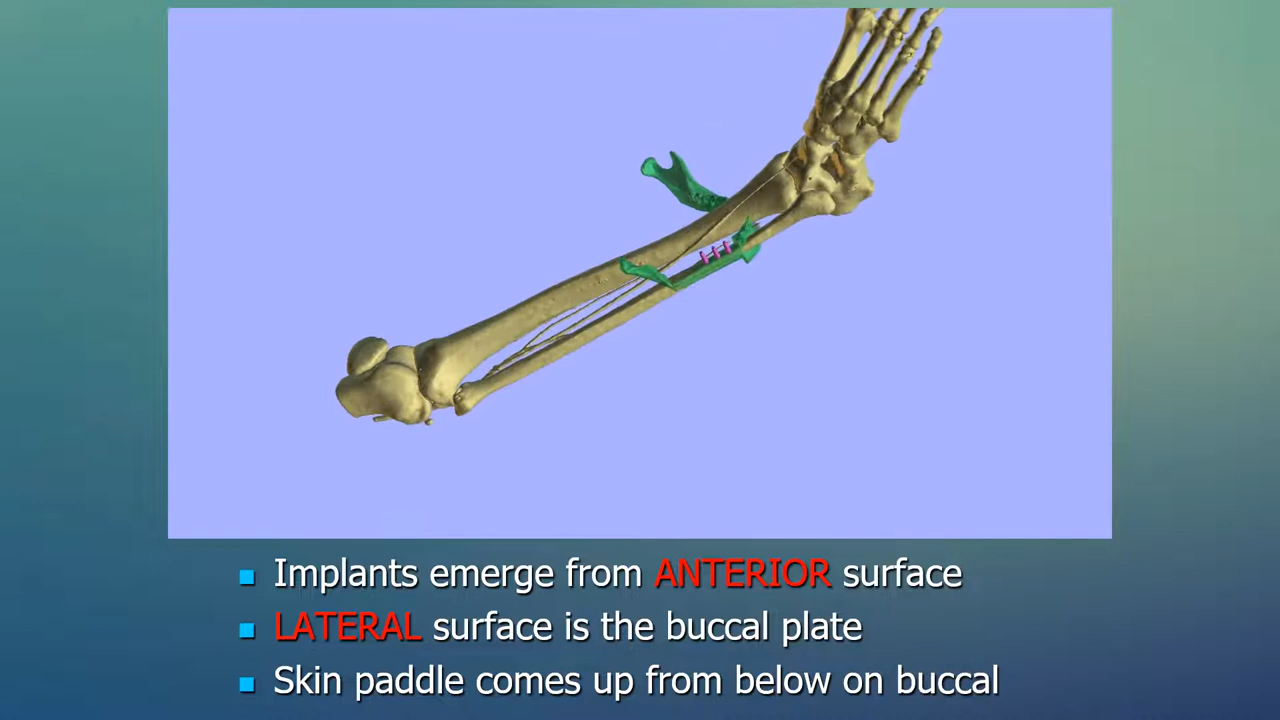 Implants emerge from ANTERIOR surface
LATERAL surface is the buccal plate
Skin paddle comes up from below on buccal